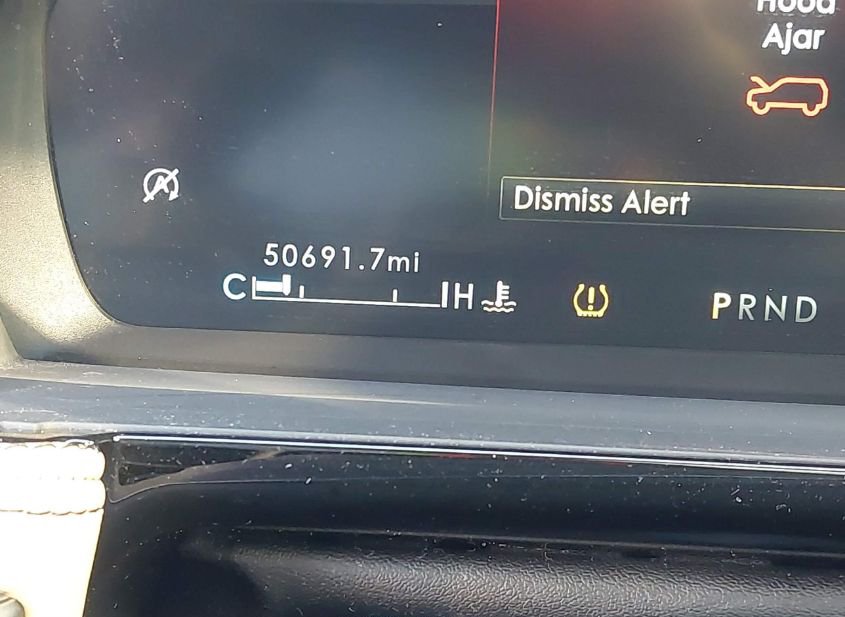 Hood
Ajar
Dismiss Alert
50691.7mi
C H
PRND